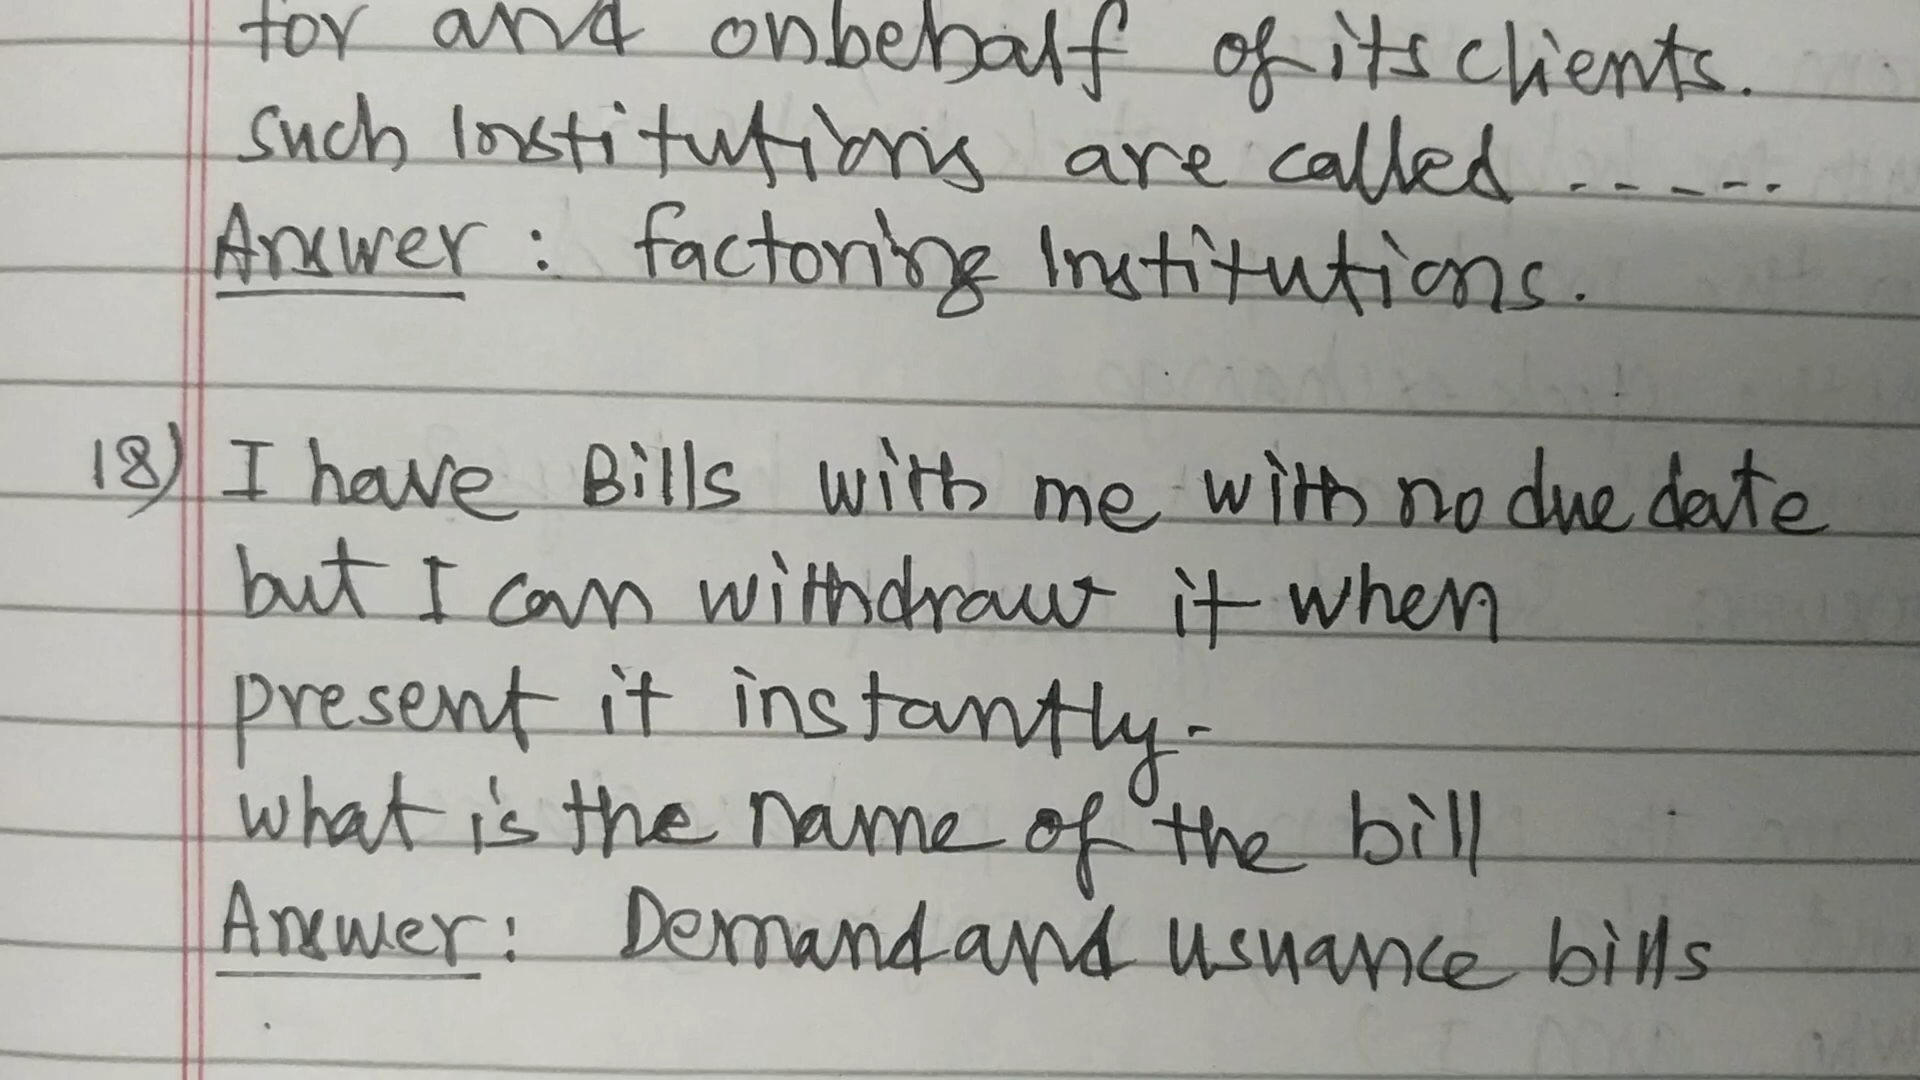 for and onbehalf of its clients.
such Institutions are called ......
Answer : factoring Institutions.
18) I have Bills with me with no due date
but I can withdraw it when
present it instantly.
what is the name of the bill
Answer : Demand and usuance bills